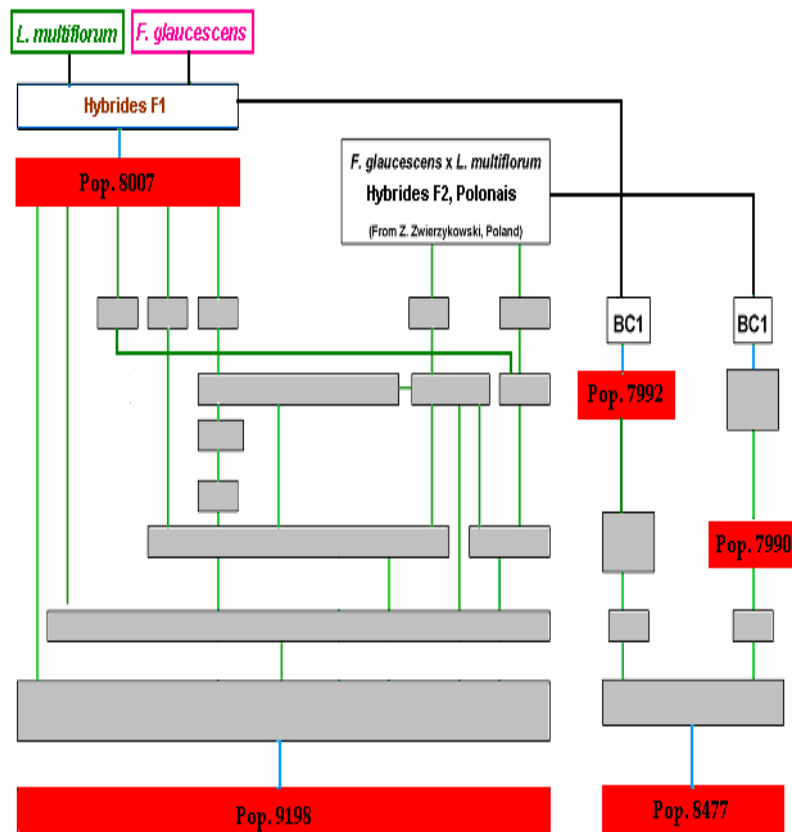 L. multiflorum
F. glaucescens
Hybrides F1
Pop. 8007
F. glaucescens x L. multiflorum
Hybrides F2, Polonais
(From Z. Zwierzykowski, Poland)
BC1
BC1
Pop. 7992
Pop. 7990
Pop. 9198
Pop. 8477